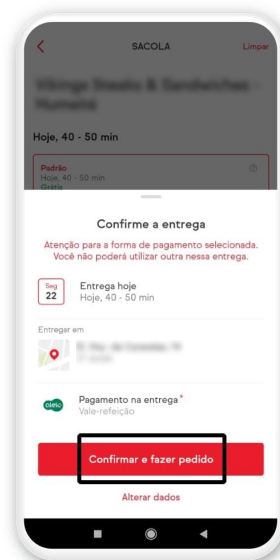 SACOLA
Limpar
Hoje, 40 - 50 min
Padrão
Hoje, 40 - 50 min
Grátis
Confirme a entrega
Atenção para a forma de pagamento selecionada.
Você não poderá utilizar outra nessa entrega.
Seg
22
Entrega hoje
Hoje, 40 - 50 min
Entregar em
Pagamento na entrega *
Vale-refeição
Confirmar e fazer pedido
Alterar dados